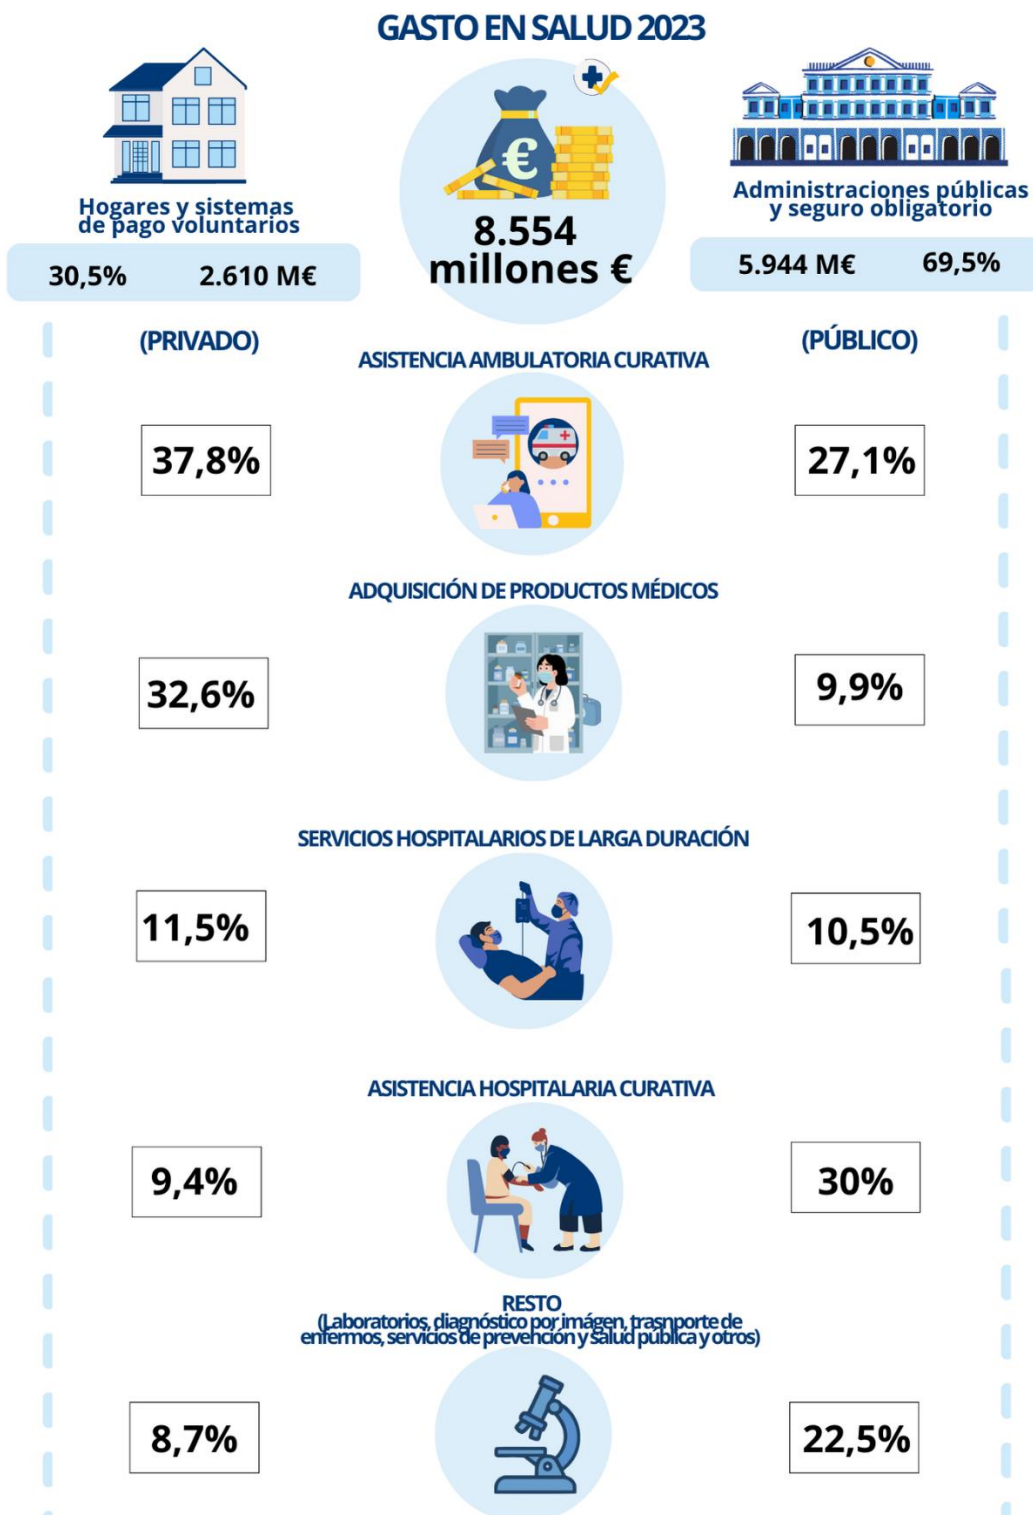 GASTO EN SALUD 2023
€
8.554
millones €
Hogares y sistemas
de pago voluntarios
30,5% 2.610 M€
Administraciones públicas
y seguro obligatorio
5.944 M€ 69,5%
(PRIVADO)
(PÚBLICO)
ASISTENCIA AMBULATORIA CURATIVA
37,8%
27,1%
ADQUISICIÓN DE PRODUCTOS MÉDICOS
32,6%
9,9%
SERVICIOS HOSPITALARIOS DE LARGA DURACIÓN
11,5%
10,5%
ASISTENCIA HOSPITALARIA CURATIVA
9,4%
30%
RESTO
(Laboratorios, diagnóstico por imágen, trasnporte de
enfermos, servicios de prevención y salud pública y otros)
8,7%
22,5%